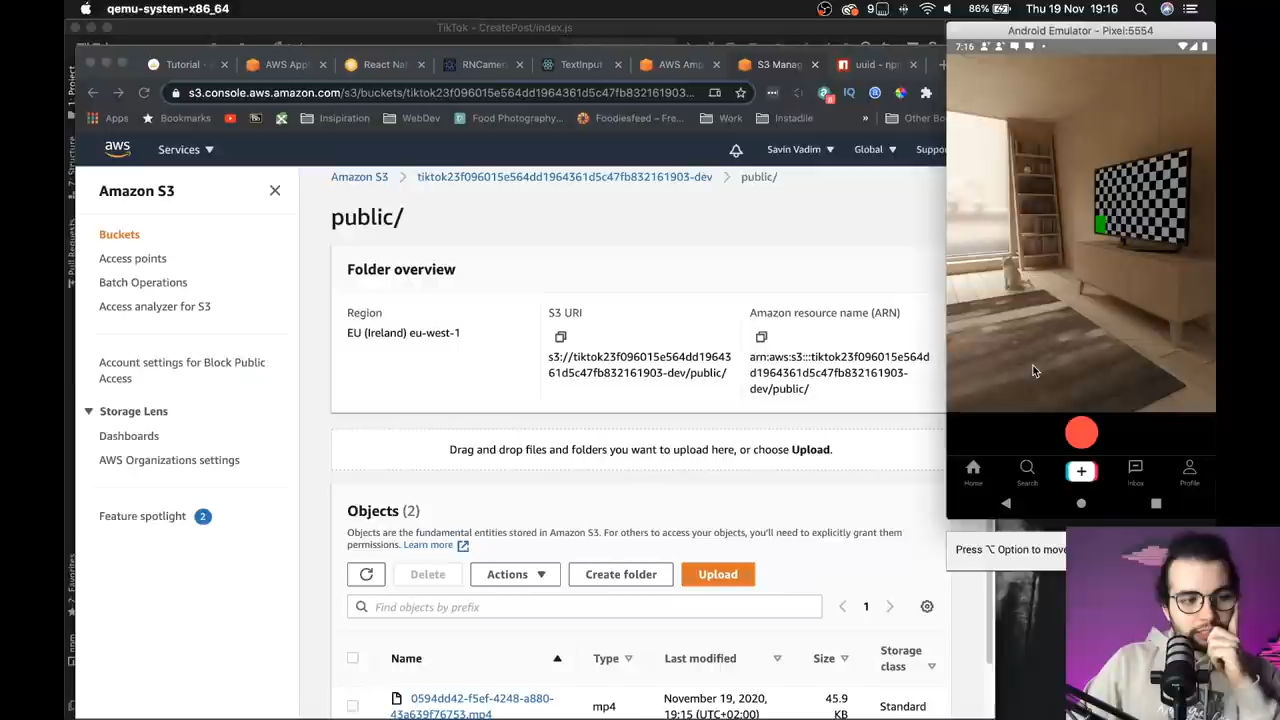 qemu-system-x86_64
9
86%
Thu 19 Nov 19:16
TikTok - CreatePost/index.js
Android Emulator - Pixel:5554
7:16
Tutorial -
AWS Appl
React Nat
RNCamer
TextInput
AWS Amp
S3 Manag
uuid - npm
s3.console.aws.amazon.com/s3/buckets/tiktok23f096015e564dd1964361d5c47fb832161903...
Apps
Bookmarks
Inspiration
WebDev
Food Photography...
Foodiesfeed – Fre...
Work
Instadile
»
Other Bo
aws
Services
Savin Vadim
Global
Suppo
Amazon S3
Buckets
Access points
Batch Operations
Access analyzer for S3
Account settings for Block Public
Access
Storage Lens
Dashboards
AWS Organizations settings
Feature spotlight
2
Amazon S3
tiktok23f096015e564dd1964361d5c47fb832161903-dev
public/
public/
Folder overview
Region
EU (Ireland) eu-west-1
S3 URI
s3://tiktok23f096015e564dd19643
61d5c47fb832161903-dev/public/
Amazon resource name (ARN)
arn:aws:s3:::tiktok23f096015e564d
d1964361d5c47fb832161903-
dev/public/
Drag and drop files and folders you want to upload here, or choose Upload.
Objects (2)
Objects are the fundamental entities stored in Amazon S3. For others to access your objects, you'll need to explicitly grant them
permissions. Learn more
Delete
Actions
Create folder
Upload
Find objects by prefix
1
Name
Type
Last modified
Size
Storage
class
0594dd42-f5ef-4248-a880-
43a639f76753.mp4
mp4
November 19, 2020,
19:15 (UTC+02:00)
45.9
KB
Standard
Home
Search
Inbox
Profile
Press ⌥ Option to move